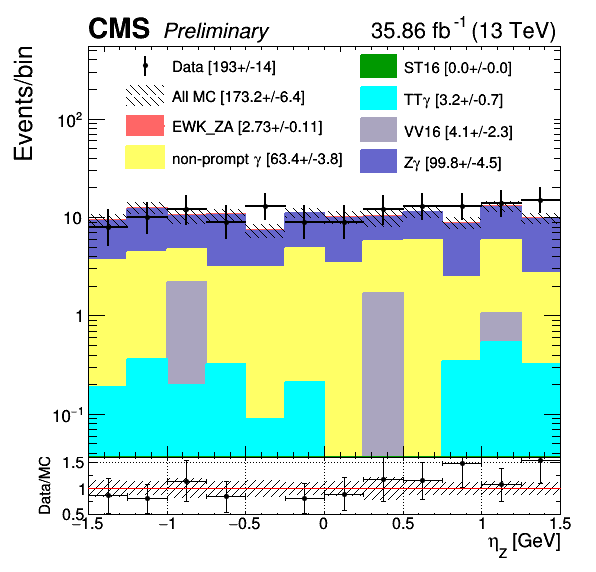 CMS Preliminary 35.86 fb⁻¹ (13 TeV)
Events/bin
Data [193+/-14]
All MC [173.2+/-6.4]
EWK_ZA [2.73+/-0.11]
non-prompt γ [63.4+/-3.8]
ST16 [0.0+/-0.0]
TTγ [3.2+/-0.7]
VV16 [4.1+/-2.3]
Zγ [99.8+/-4.5]
10²
10
1
10⁻¹
Data/MC
1.5
1
0.5
−1.5 −1 −0.5 0 0.5 1 1.5
η_Z [GeV]